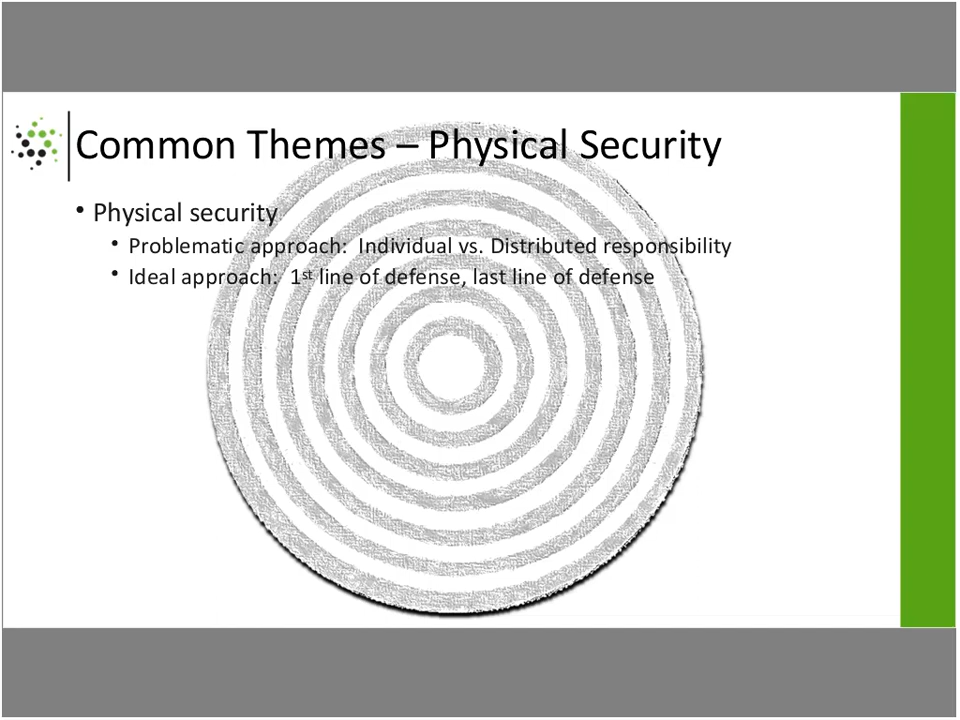 Common Themes – Physical Security
• Physical security
• Problematic approach: Individual vs. Distributed responsibility
• Ideal approach: 1st line of defense, last line of defense